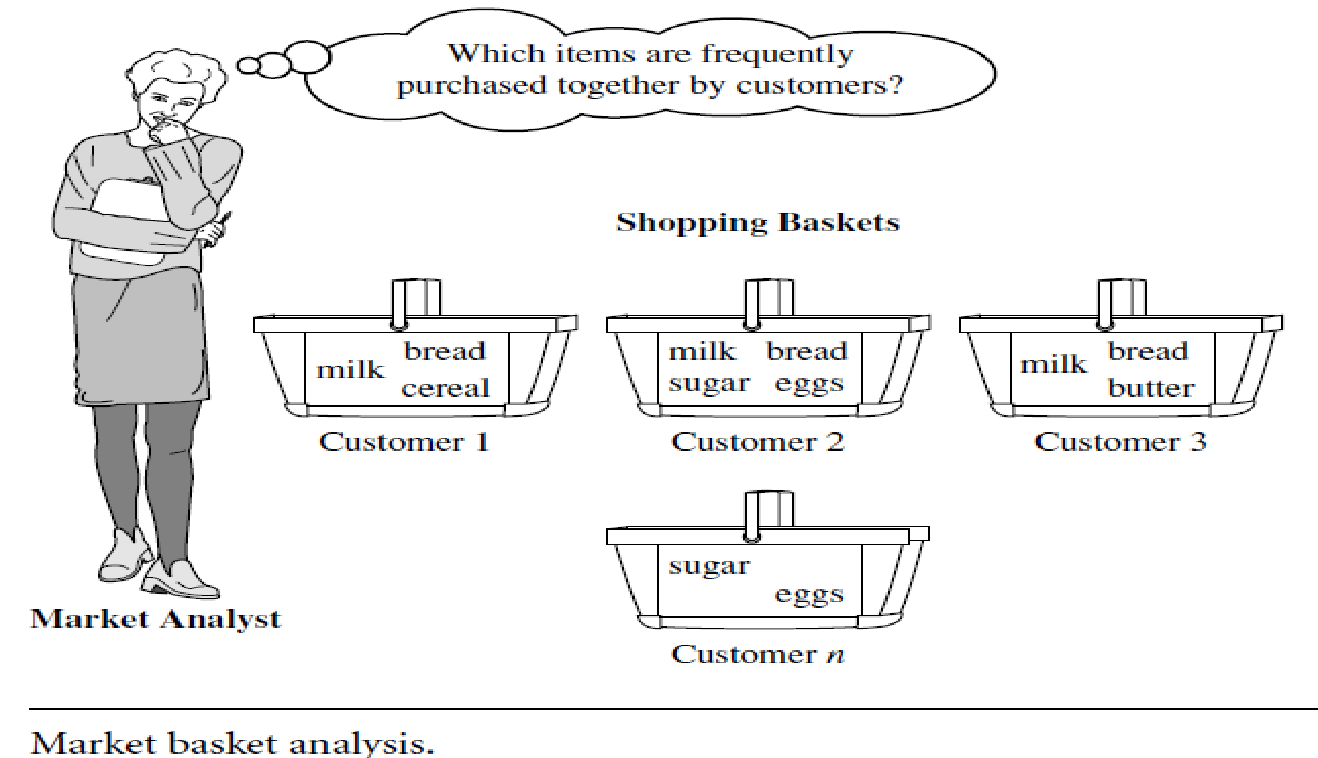 Which items are frequently
purchased together by customers?
Shopping Baskets
milk bread
cereal
Customer 1
milk bread
sugar eggs
Customer 2
milk bread
butter
Customer 3
sugar
eggs
Customer n
Market Analyst
Market basket analysis.